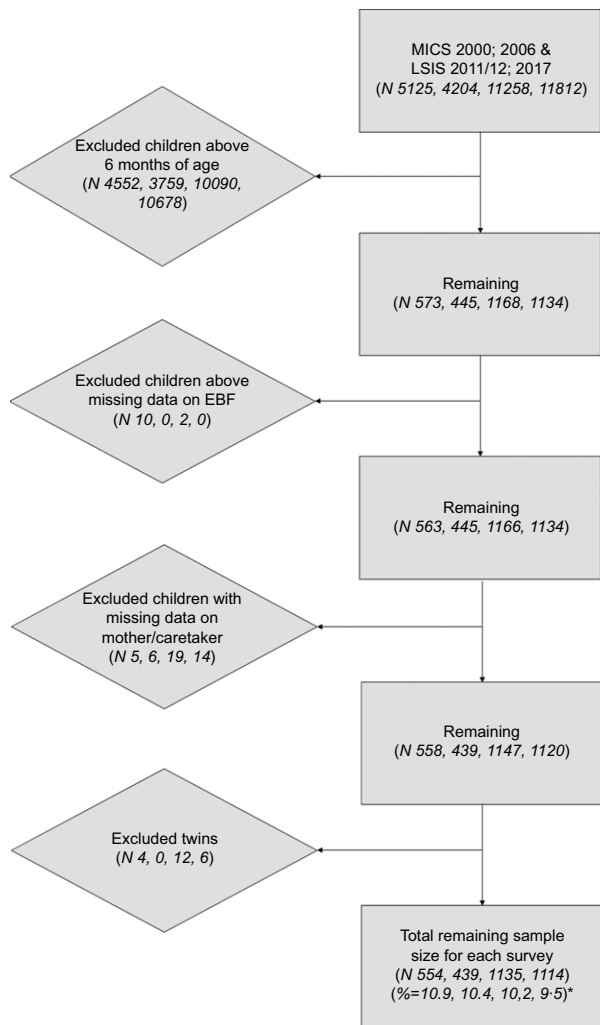 MICS 2000; 2006 &
LSIS 2011/12; 2017
(N 5125, 4204, 11258, 11812)
Excluded children above
6 months of age
(N 4552, 3759, 10090,
10678)
Remaining
(N 573, 445, 1168, 1134)
Excluded children above
missing data on EBF
(N 10, 0, 2, 0)
Remaining
(N 563, 445, 1166, 1134)
Excluded children with
missing data on
mother/caretaker
(N 5, 6, 19, 14)
Remaining
(N 558, 439, 1147, 1120)
Excluded twins
(N 4, 0, 12, 6)
Total remaining sample
size for each survey
(N 554, 439, 1135, 1114)
(%=10.9, 10.4, 10,2, 9·5)*